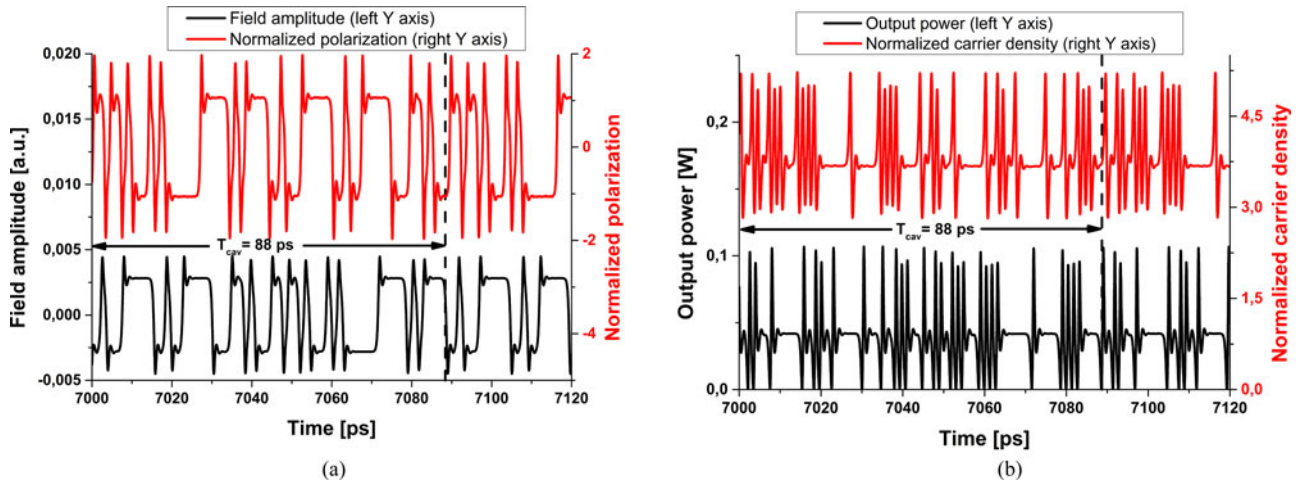 (a)
Field amplitude (left Y axis)
Normalized polarization (right Y axis)
0,020
0,015
0,010
0,005
0,000
-0,005
Field amplitude [a.u.]
2
0
-2
-4
Normalized polarization
T_cav = 88 ps
7000 7020 7040 7060 7080 7100 7120
Time [ps]
(a)
Output power (left Y axis)
Normalized carrier density (right Y axis)
0,2
0,1
0,0
Output power [W]
4,5
3,0
1,5
0,0
Normalized carrier density
T_cav = 88 ps
7000 7020 7040 7060 7080 7100 7120
Time [ps]
(b)